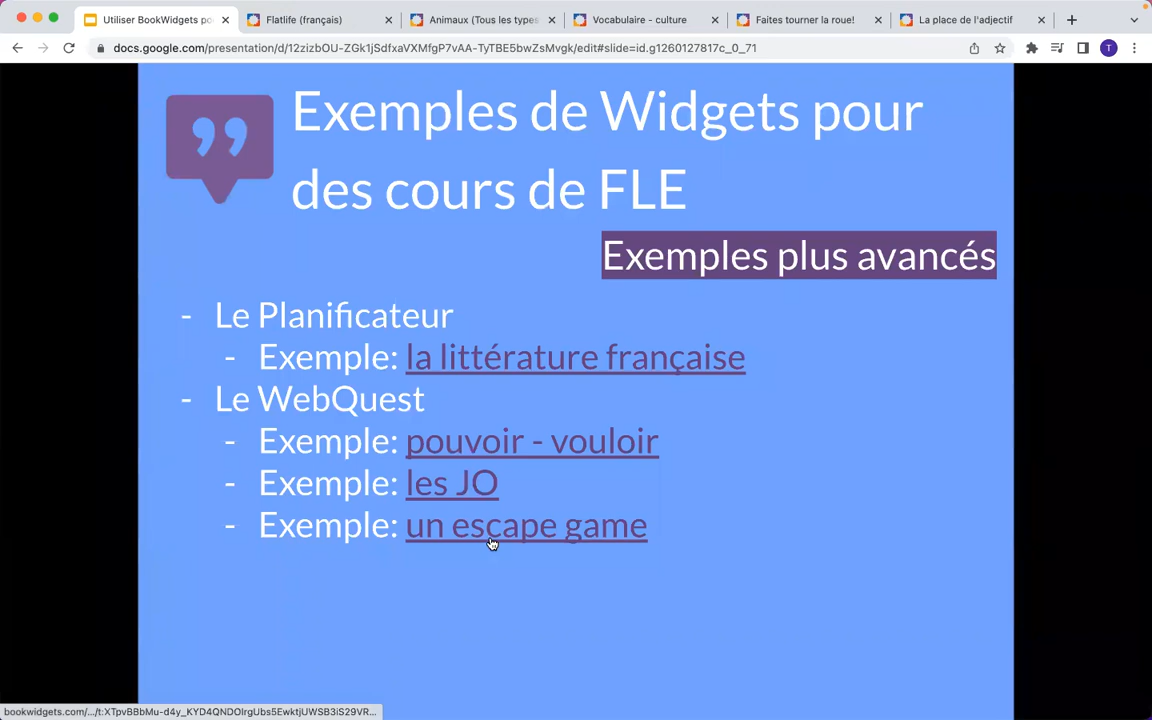 Utiliser BookWidgets po
Flatlife (français)
Animaux (Tous les types
Vocabulaire - culture
Faites tourner la roue!
La place de l'adjectif
docs.google.com/presentation/d/12zizbOU-ZGk1jSdfxaVXMfgP7vAA-TyTBE5bwZsMvgk/edit#slide=id.g1260127817c_0_71
T
Exemples de Widgets pour
des cours de FLE
Exemples plus avancés
- Le Planificateur
- Exemple: la littérature française
- Le WebQuest
- Exemple: pouvoir - vouloir
- Exemple: les JO
- Exemple: un escape game
bookwidgets.com/.../t:XTpvBBbMu-d4y_KYD4QNDOlrgUbs5EwktjUWSB3iS29VR...